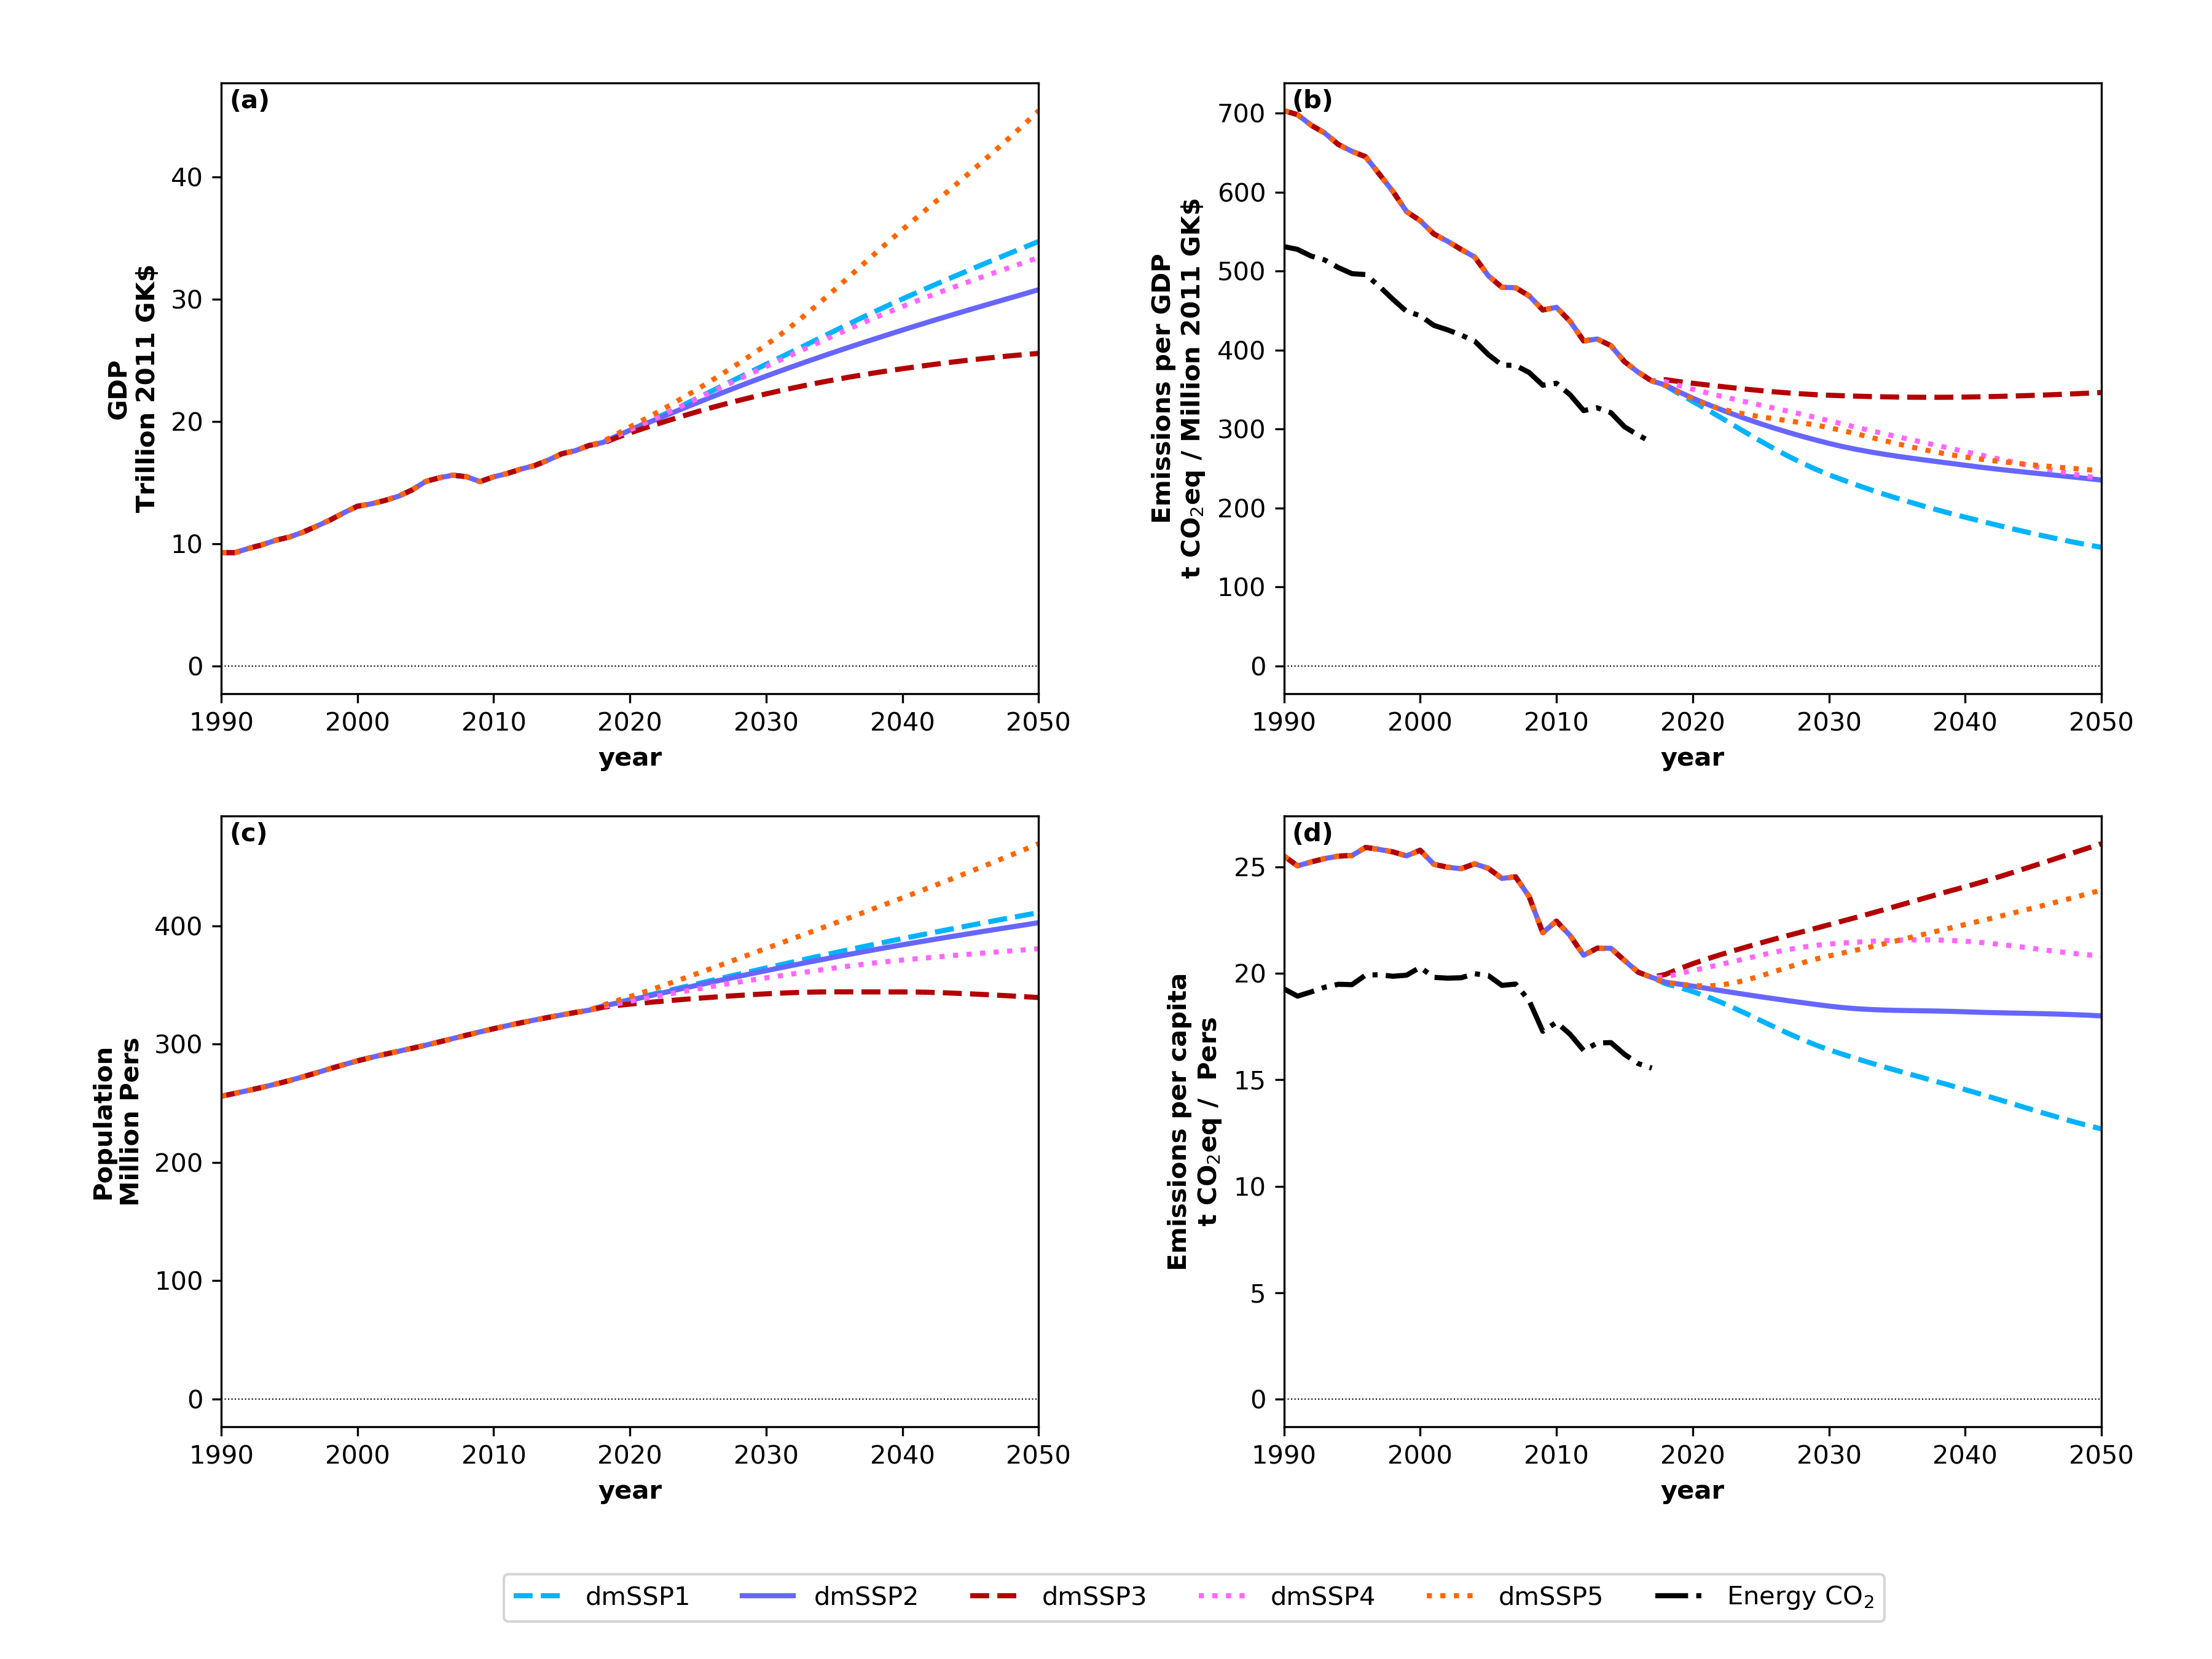 (a)
GDP
Trillion 2011 GK$
40
30
20
10
0
1990 2000 2010 2020 2030 2040 2050
year
(b)
Emissions per GDP
t CO₂eq / Million 2011 GK$
700
600
500
400
300
200
100
0
1990 2000 2010 2020 2030 2040 2050
year
(c)
Population
Million Pers
400
300
200
100
0
1990 2000 2010 2020 2030 2040 2050
year
(d)
Emissions per capita
t CO₂eq / Pers
25
20
15
10
5
0
1990 2000 2010 2020 2030 2040 2050
year
dmSSP1 dmSSP2 dmSSP3 dmSSP4 dmSSP5 Energy CO₂